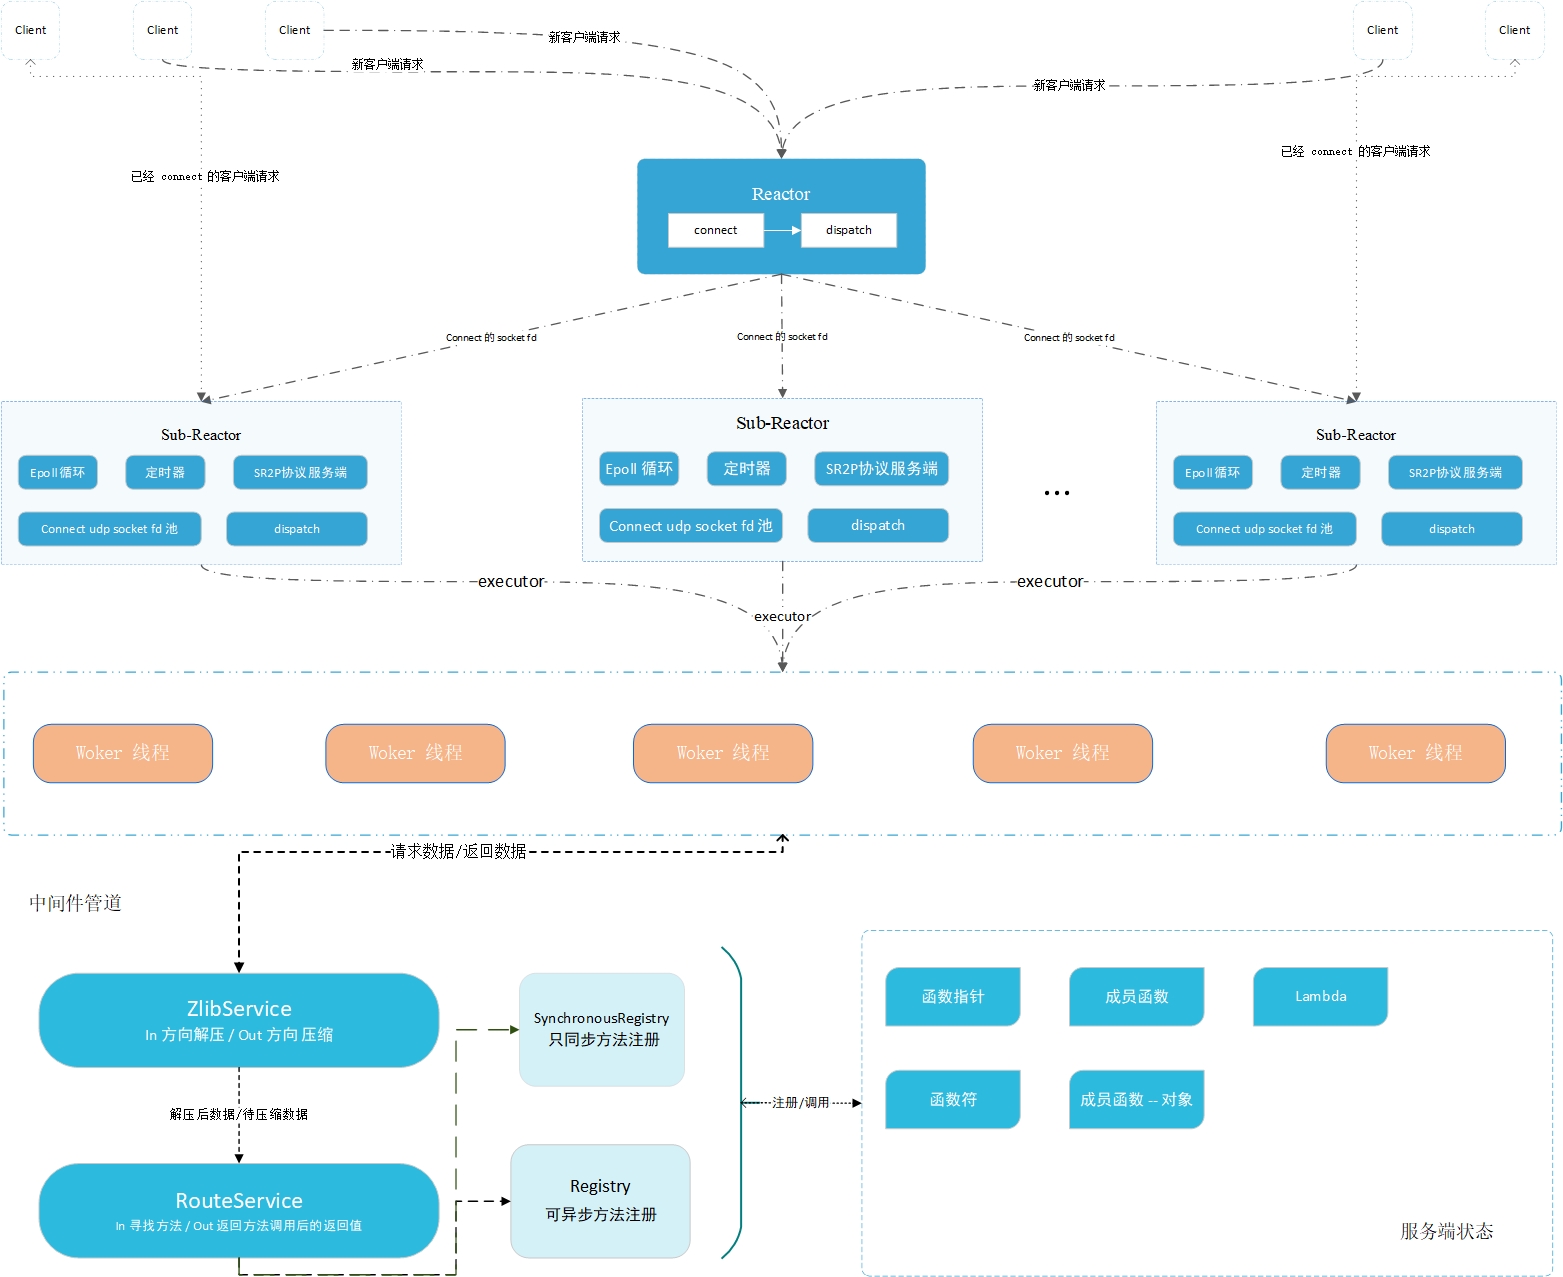 Client
Client
Client
Client
Client
新客户端请求
新客户端请求
新客户端请求
已经 connect 的客户端请求
已经 connect 的客户端请求
Reactor
connect
dispatch
Connect 的 socket fd
Connect 的 socket fd
Connect 的 socket fd
Sub-Reactor
Epoll 循环
定时器
SR2P协议服务端
Connect udp socket fd 池
dispatch
Sub-Reactor
Epoll 循环
定时器
SR2P协议服务端
Connect udp socket fd 池
dispatch
...
Sub-Reactor
Epoll 循环
定时器
SR2P协议服务端
Connect udp socket fd 池
dispatch
executor
executor
executor
Woker 线程
Woker 线程
Woker 线程
Woker 线程
Woker 线程
请求数据/返回数据
中间件管道
ZlibService
In 方向解压 / Out 方向 压缩
解压后数据/待压缩数据
RouteService
In 寻找方法 / Out 返回方法调用后的返回值
SynchronousRegistry
只同步方法注册
Registry
可异步方法注册
注册/调用
函数指针
成员函数
Lambda
函数符
成员函数 -- 对象
服务端状态